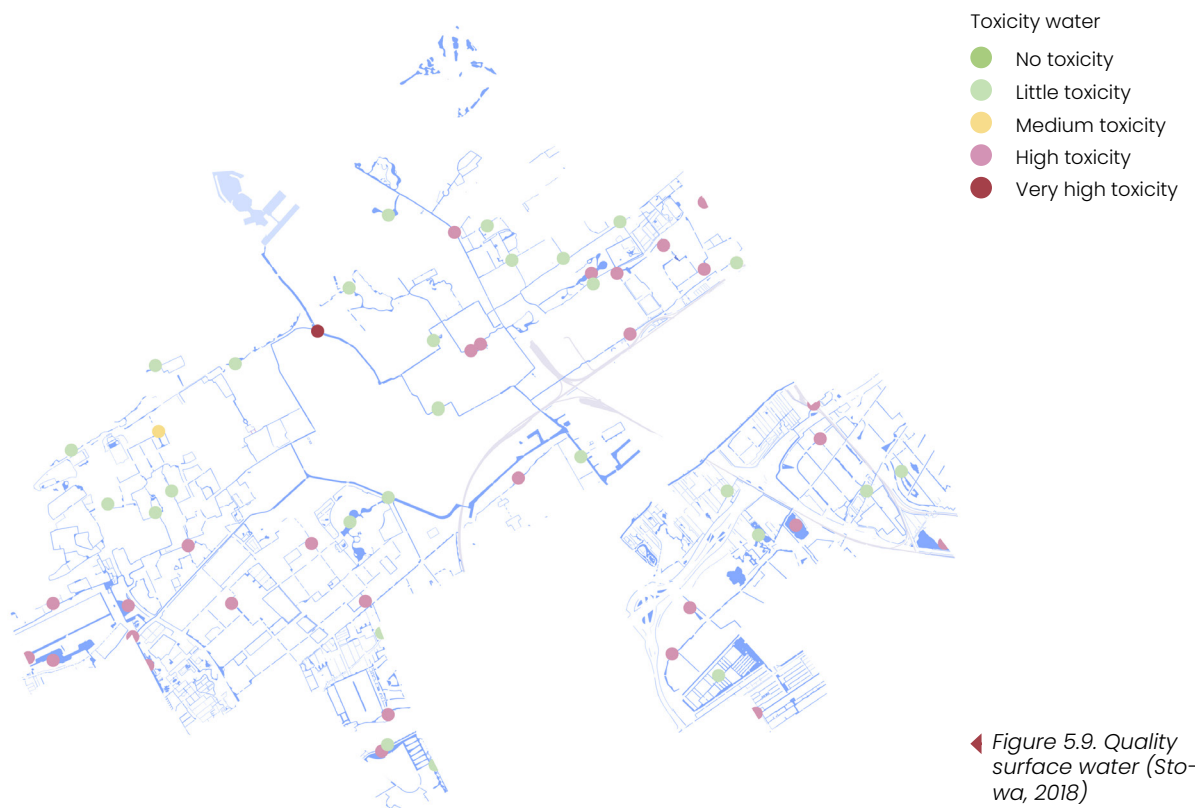 Toxicity water
No toxicity
Little toxicity
Medium toxicity
High toxicity
Very high toxicity
Figure 5.9. Quality
surface water (Sto-
wa, 2018)